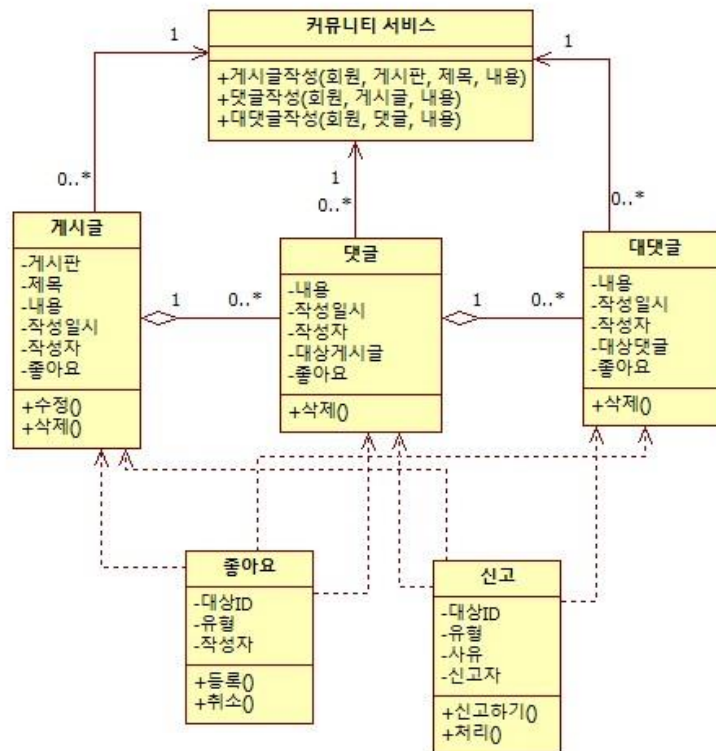 커뮤니티 서비스
+게시글작성(회원, 게시판, 제목, 내용)
+댓글작성(회원, 게시글, 내용)
+대댓글작성(회원, 댓글, 내용)
1
1
1
0..*
0..*
0..*
게시글
-게시판
-제목
-내용
-작성일시
-작성자
-좋아요
+수정()
+삭제()
1
0..*
댓글
-내용
-작성일시
-작성자
-대상게시글
-좋아요
+삭제()
1
0..*
대댓글
-내용
-작성일시
-작성자
-대상댓글
-좋아요
+삭제()
좋아요
-대상ID
-유형
-작성자
+등록()
+취소()
신고
-대상ID
-유형
-사유
-신고자
+신고하기()
+처리()